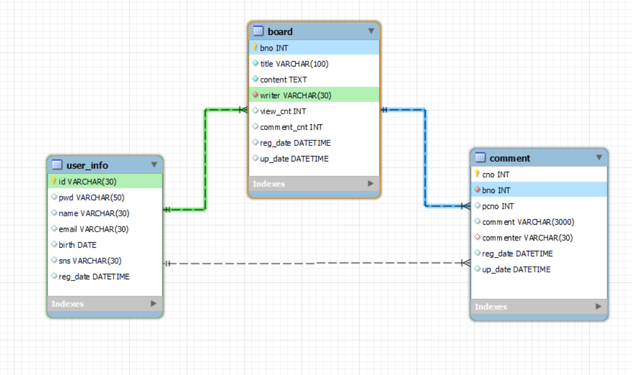 board
bno INT
title VARCHAR(100)
content TEXT
writer VARCHAR(30)
view_cnt INT
comment_cnt INT
reg_date DATETIME
up_date DATETIME
Indexes
user_info
id VARCHAR(30)
pwd VARCHAR(50)
name VARCHAR(30)
email VARCHAR(30)
birth DATE
sns VARCHAR(30)
reg_date DATETIME
Indexes
comment
cno INT
bno INT
pcno INT
comment VARCHAR(3000)
commenter VARCHAR(30)
reg_date DATETIME
up_date DATETIME
Indexes